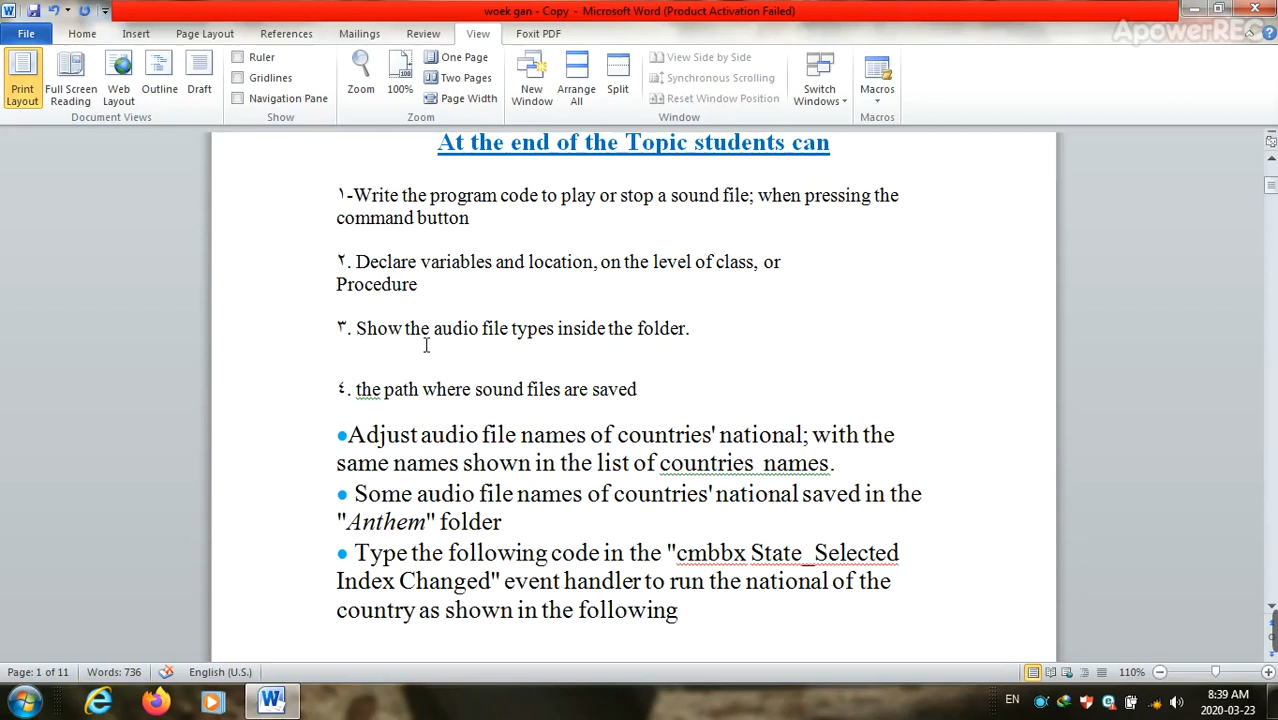 woek gan - Copy - Microsoft Word (Product Activation Failed)
ApowerREC
File Home Insert Page Layout References Mailings Review View Foxit PDF
Print Layout
Full Screen Reading
Web Layout
Outline
Draft
Document Views
Ruler
Gridlines
Navigation Pane
Show
Zoom
100%
One Page
Two Pages
Page Width
Zoom
New Window
Arrange All
Split
View Side by Side
Synchronous Scrolling
Reset Window Position
Window
Switch Windows
Macros
Macros
At the end of the Topic students can
١-Write the program code to play or stop a sound file; when pressing the
command button
٢. Declare variables and location, on the level of class, or
Procedure
٣. Show the audio file types inside the folder.
٤. the path where sound files are saved
●Adjust audio file names of countries' national; with the
same names shown in the list of countries names.
● Some audio file names of countries' national saved in the
"Anthem" folder
● Type the following code in the "cmbbx State_Selected
Index Changed" event handler to run the national of the
country as shown in the following
Page: 1 of 11 Words: 736 English (U.S.) 110%
EN 8:39 AM
2020-03-23